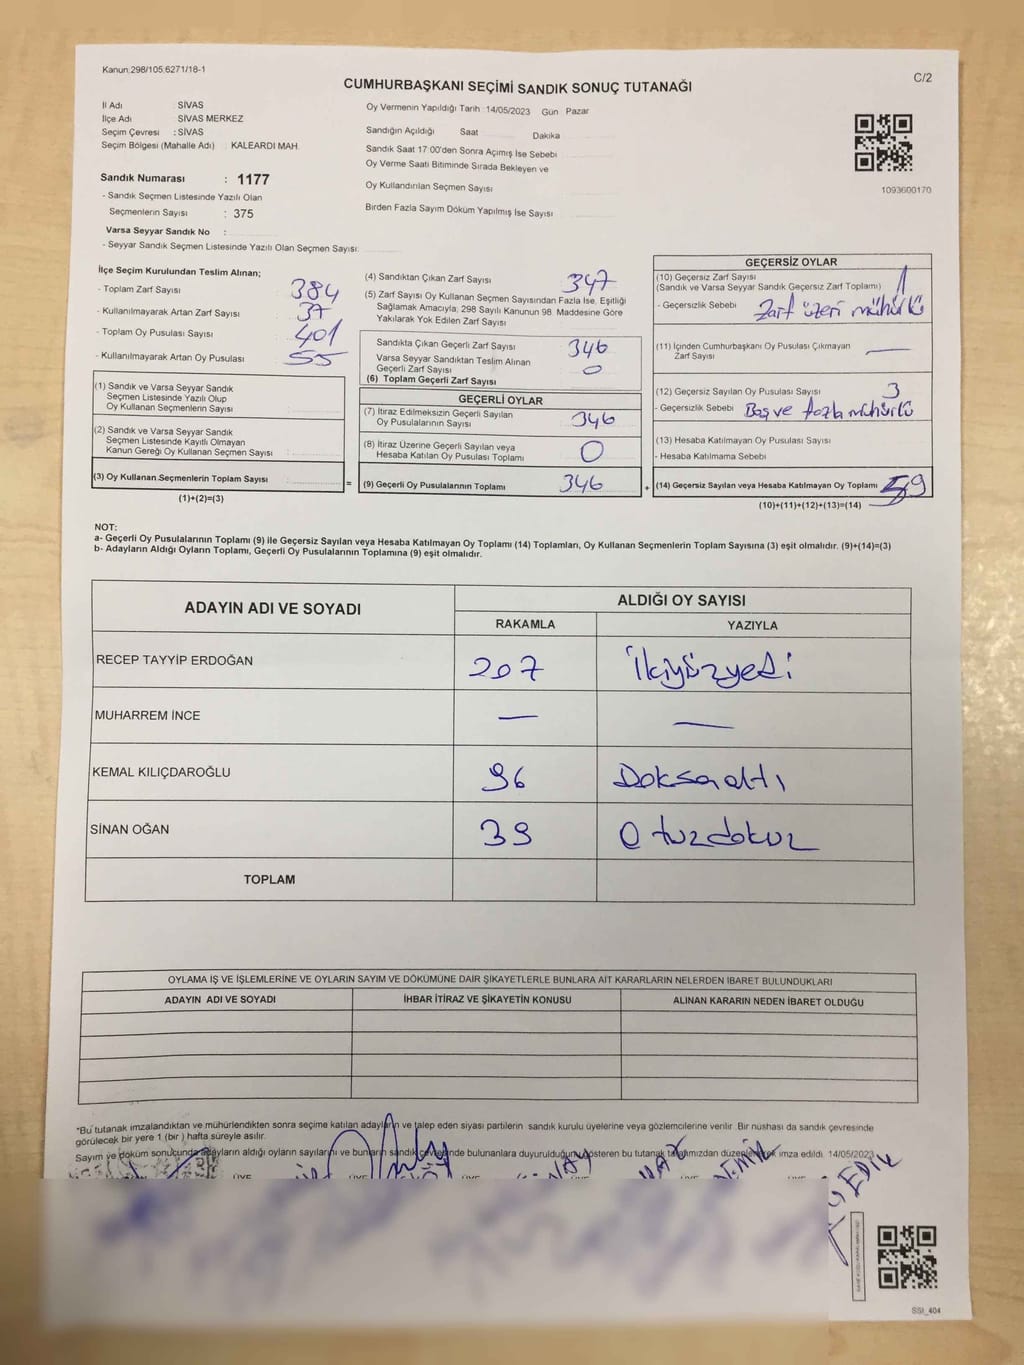 Kanun:298/105:6271/18-1
C/2
CUMHURBAŞKANI SEÇİMİ SANDIK SONUÇ TUTANAĞI
İl Adı : SİVAS
İlçe Adı : SİVAS MERKEZ
Seçim Çevresi : SİVAS
Seçim Bölgesi (Mahalle Adı) : KALEARDI MAH.
Sandık Numarası : 1177
- Sandık Seçmen Listesinde Yazılı Olan
Seçmenlerin Sayısı : 375
Varsa Seyyar Sandık No :
- Seyyar Sandık Seçmen Listesinde Yazılı Olan Seçmen Sayısı:
Oy Vermenin Yapıldığı Tarih :14/05/2023 Gün Pazar
Sandığın Açıldığı Saat Dakika
Sandık Saat 17:00'den Sonra Açımış İse Sebebi
Oy Verme Saati Bitiminde Sırada Bekleyen ve
Oy Kullandırılan Seçmen Sayısı
Birden Fazla Sayım Döküm Yapılmış İse Sayısı
1093600170
İlçe Seçim Kurulundan Teslim Alınan;
- Toplam Zarf Sayısı 384
- Kullanılmayarak Artan Zarf Sayısı 37
- Toplam Oy Pusulası Sayısı 401
- Kullanılmayarak Artan Oy Pusulası 55
(1) Sandık ve Varsa Seyyar Sandık
Seçmen Listesinde Yazılı Olup
Oy Kullanan Seçmenlerin Sayısı
(2) Sandık ve Varsa Seyyar Sandık
Seçmen Listesinde Kayıtlı Olmayan
Kanun Gereği Oy Kullanan Seçmen Sayısı
(3) Oy Kullanan Seçmenlerin Toplam Sayısı =
(1)+(2)=(3)
(4) Sandıktan Çıkan Zarf Sayısı 347
(5) Zarf Sayısı Oy Kullanan Seçmen Sayısından Fazla İse, Eşitliği
Sağlamak Amacıyla; 298 Sayılı Kanunun 98. Maddesine Göre
Yakılarak Yok Edilen Zarf Sayısı
Sandıkta Çıkan Geçerli Zarf Sayısı 346
Varsa Seyyar Sandıktan Teslim Alınan
Geçerli Zarf Sayısı 0
(6) Toplam Geçerli Zarf Sayısı
GEÇERLİ OYLAR
(7) İtiraz Edilmeksizin Geçerli Sayılan
Oy Pusulalarının Sayısı 346
(8) İtiraz Üzerine Geçerli Sayılan veya
Hesaba Katılan Oy Pusulası Toplamı 0
(9) Geçerli Oy Pusulalarının Toplamı 346 +
GEÇERSİZ OYLAR
(10) Geçersiz Zarf Sayısı 1
(Sandık ve Varsa Seyyar Sandık Geçersiz Zarf Toplamı)
- Geçersizlik Sebebi Zarf üzeri mühürlü
(11) İçinden Cumhurbaşkanı Oy Pusulası Çıkmayan —
Zarf Sayısı
(12) Geçersiz Sayılan Oy Pusulası Sayısı 3
- Geçersizlik Sebebi Boş ve fazla mühürlü
(13) Hesaba Katılmayan Oy Pusulası Sayısı
- Hesaba Katılmama Sebebi
(14) Geçersiz Sayılan veya Hesaba Katılmayan Oy Toplamı
(10)+(11)+(12)+(13)=(14)
NOT:
a- Geçerli Oy Pusulalarının Toplamı (9) ile Geçersiz Sayılan veya Hesaba Katılmayan Oy Toplamı (14) Toplamları, Oy Kullanan Seçmenlerin Toplam Sayısına (3) eşit olmalıdır. (9)+(14)=(3)
b- Adayların Aldığı Oyların Toplamı, Geçerli Oy Pusulalarının Toplamına (9) eşit olmalıdır.
ADAYIN ADI VE SOYADI ALDIĞI OY SAYISI
RAKAMLA YAZIYLA
RECEP TAYYİP ERDOĞAN 207 İkiyüzyedi
MUHARREM İNCE — —
KEMAL KILIÇDAROĞLU 96 Doksanaltı
SİNAN OĞAN 39 Otuzdokuz
TOPLAM
OYLAMA İŞ VE İŞLEMLERİNE VE OYLARIN SAYIM VE DÖKÜMÜNE DAİR ŞİKAYETLERLE BUNLARA AİT KARARLARIN NELERDEN İBARET BULUNDUKLARI
ADAYIN ADI VE SOYADI İHBAR İTİRAZ VE ŞİKAYETİN KONUSU ALINAN KARARIN NEDEN İBARET OLDUĞU
*Bu tutanak imzalandıktan ve mühürlendikten sonra seçime katılan adayların ve talep eden siyasi partilerin sandık kurulu üyelerine veya gözlemcilerine verilir. Bir nüshası da sandık çevresinde
görülecek bir yere 1 (bir) hafta süreyle asılır.
Sayım ve döküm sonucunda adayların aldığı oyların sayılarını ve bunların sandık çevresinde bulunanlara duyurulduğunu gösteren bu tutanak tarafımızdan düzenlenerek imza edildi. 14/05/2023
GEDİK
SSİ_404